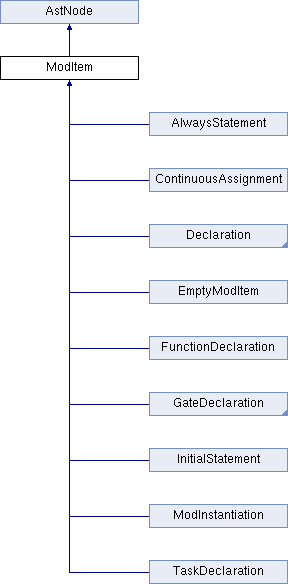 AstNode
ModItem
AlwaysStatement
ContinuousAssignment
Declaration
EmptyModItem
FunctionDeclaration
GateDeclaration
InitialStatement
ModInstantiation
TaskDeclaration